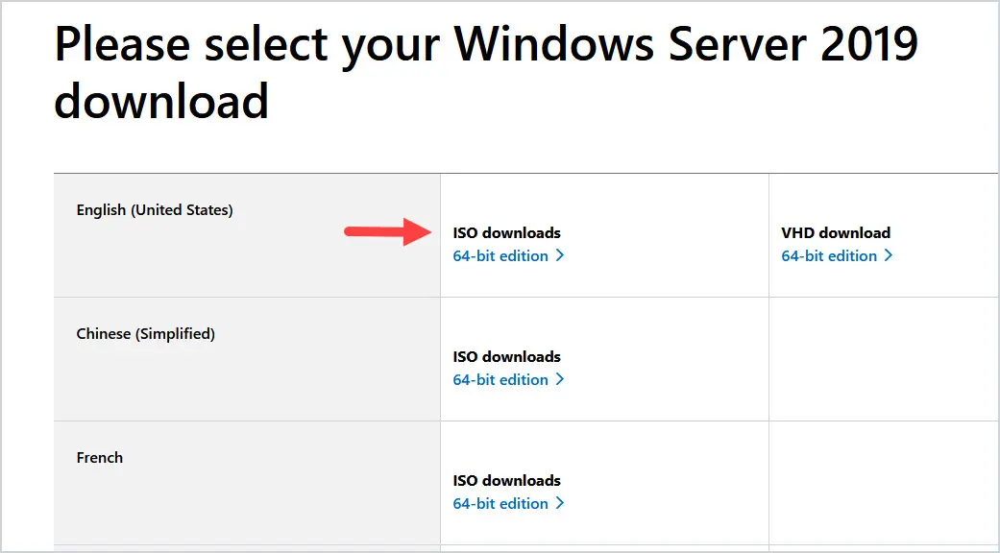 Please select your Windows Server 2019
download
English (United States)
ISO downloads
64-bit edition
VHD download
64-bit edition
Chinese (Simplified)
ISO downloads
64-bit edition
French
ISO downloads
64-bit edition